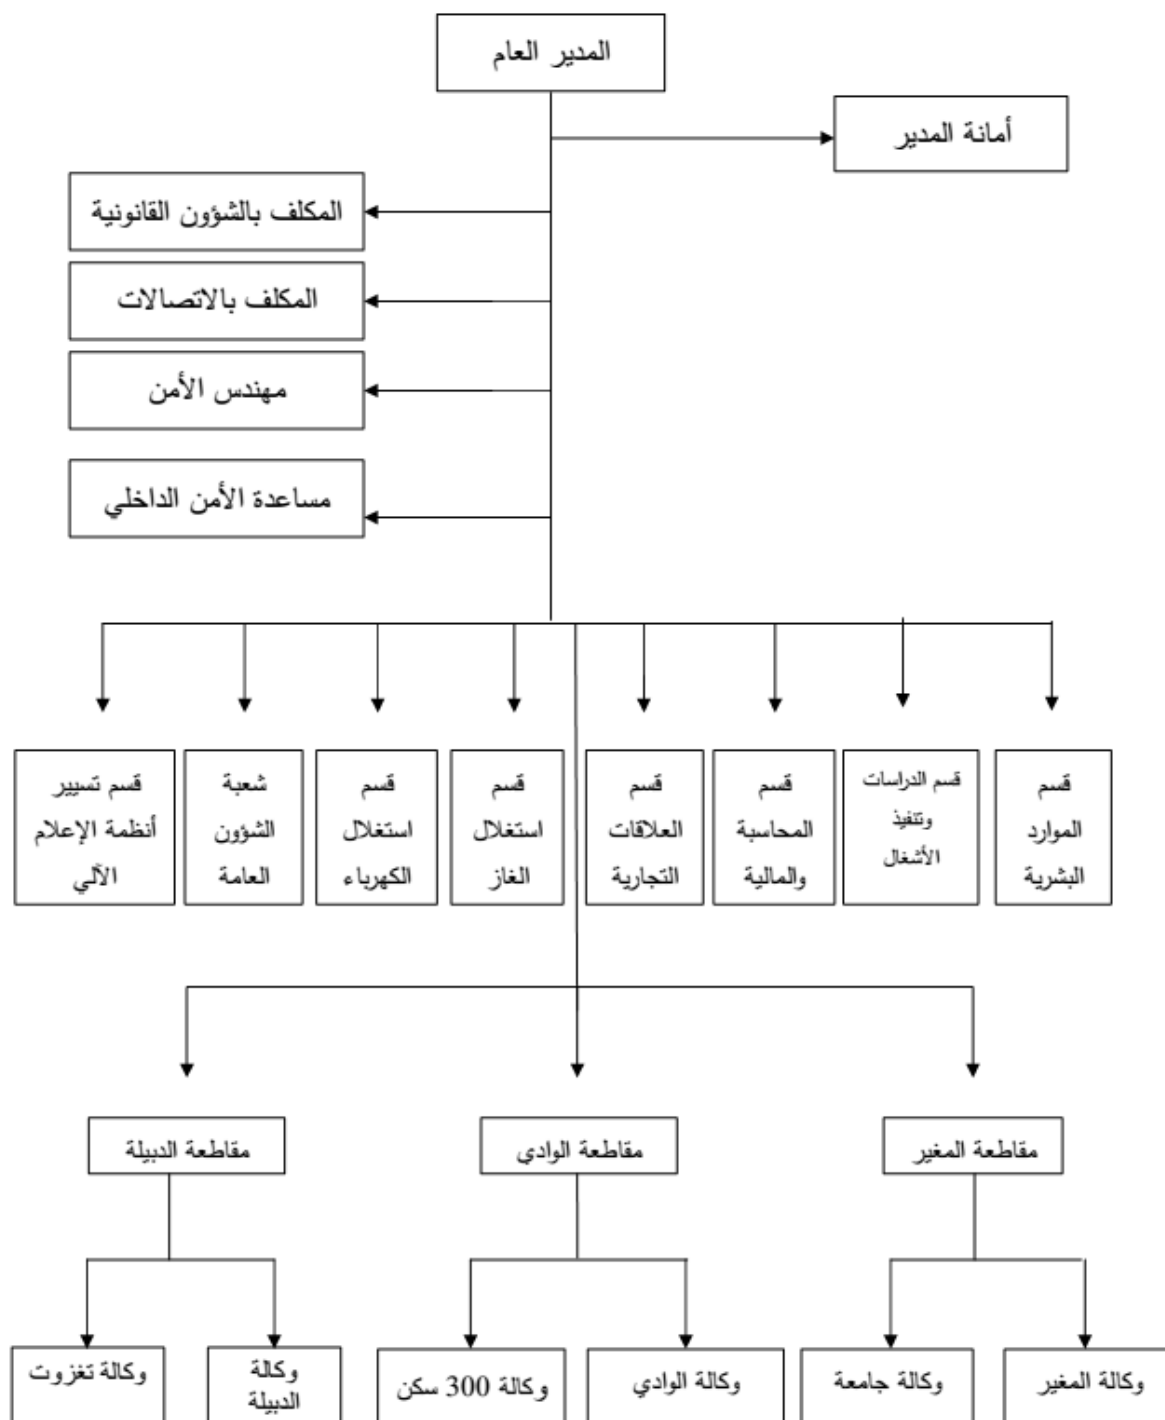 المدير العام
أمانة المدير
المكلف بالشؤون القانونية
المكلف بالاتصالات
مهندس الأمن
مساعدة الأمن الداخلي
قسم
الموارد
البشرية
قسم الدراسات
وتنفيذ
الأشغال
قسم
المحاسبة
والمالية
قسم
العلاقات
التجارية
قسم
استغلال
الغاز
قسم
استغلال
الكهرباء
شعبة
الشؤون
العامة
قسم تسيير
أنظمة الإعلام
الآلي
مقاطعة المغير
مقاطعة الوادي
مقاطعة الدبيلة
وكالة المغير
وكالة جامعة
وكالة الوادي
وكالة 300 سكن
وكالة
الدبيلة
وكالة تغزوت